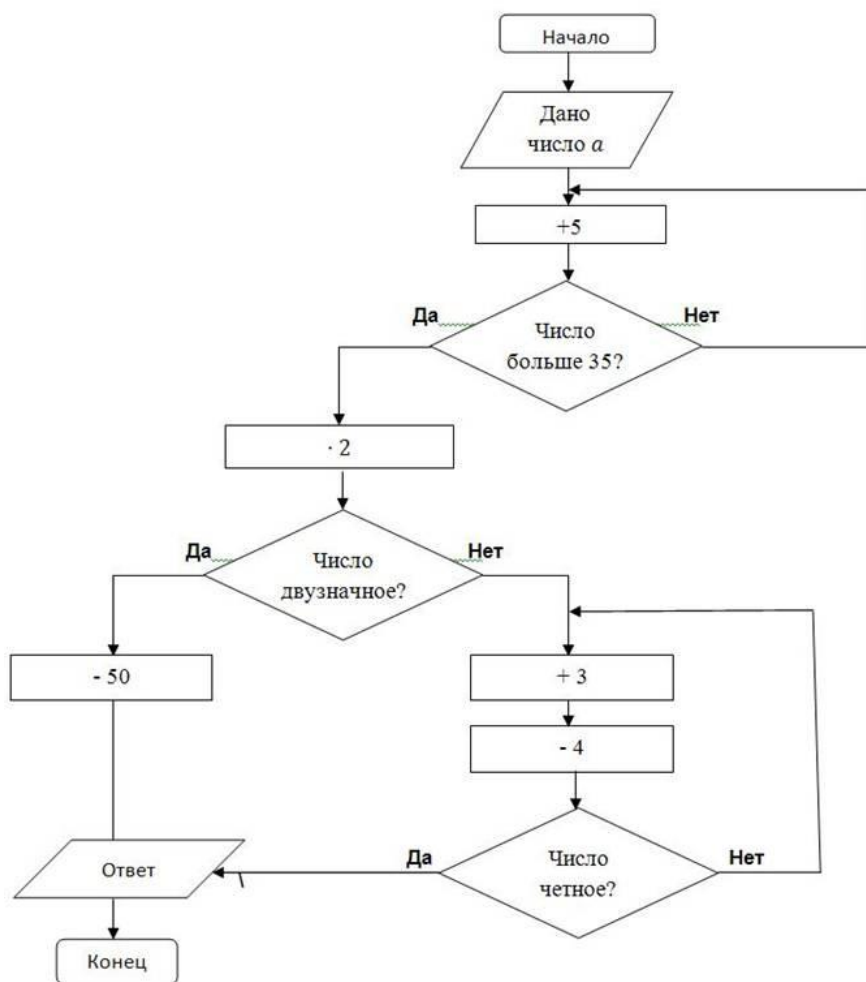 Начало
Дано
число a
+5
Да
Нет
Число
больше 35?
· 2
Да
Нет
Число
двузначное?
- 50
+ 3
- 4
Ответ
Да
Нет
Число
четное?
Конец